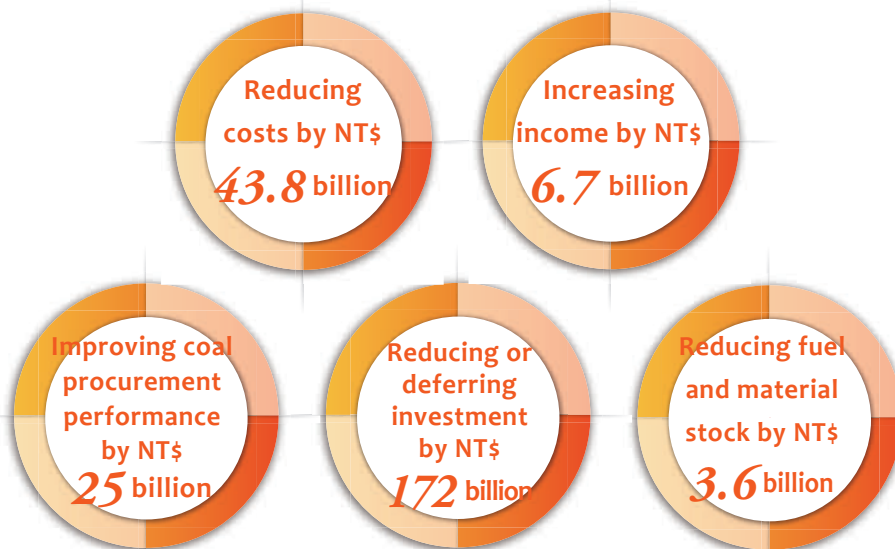 Reducing
costs by NT$
43.8 billion
Increasing
income by NT$
6.7 billion
Improving coal
procurement
performance
by NT$
25 billion
Reducing or
deferring
investment
by NT$
172 billion
Reducing fuel
and material
stock by NT$
3.6 billion